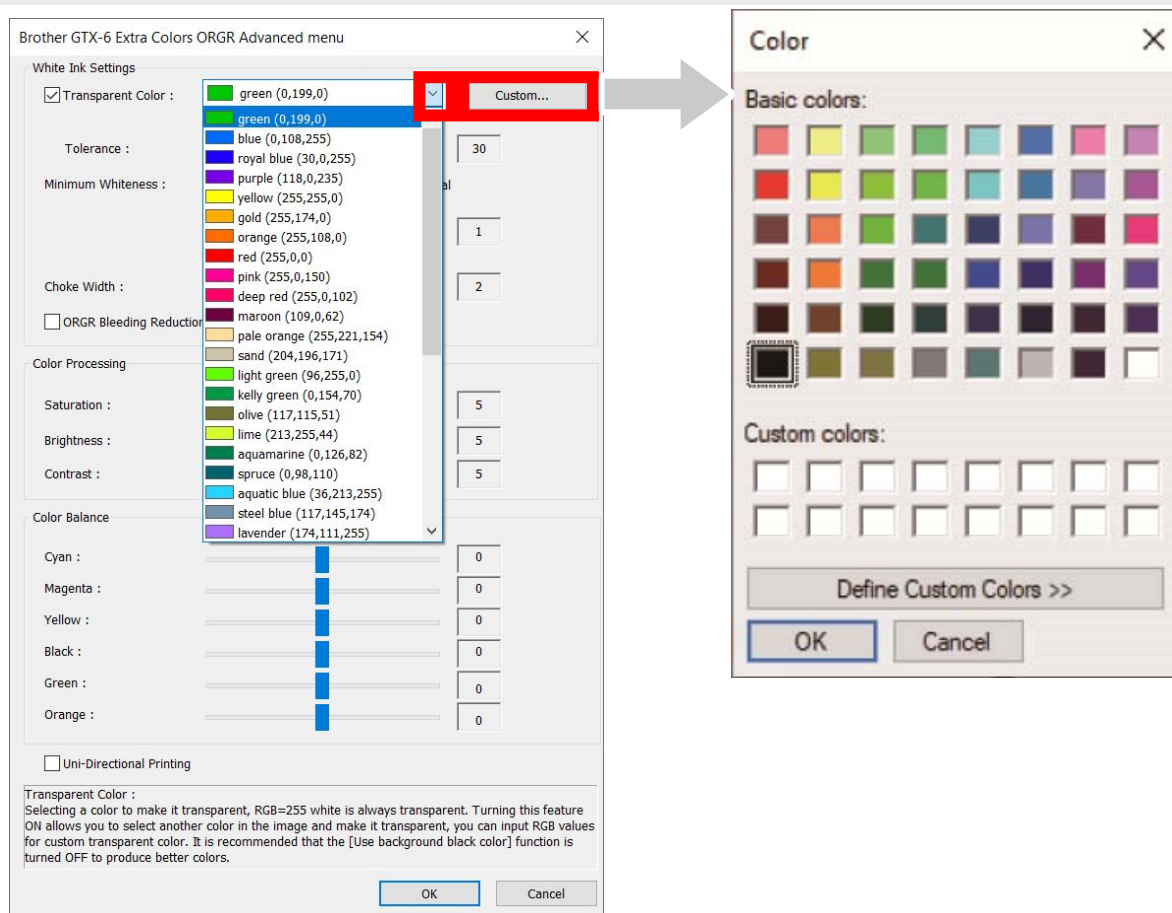 Brother GTX-6 Extra Colors ORGR Advanced menu
White Ink Settings
Transparent Color :
green (0,199,0)
Custom...
green (0,199,0)
blue (0,108,255)
royal blue (30,0,255)
purple (118,0,235)
yellow (255,255,0)
gold (255,174,0)
orange (255,108,0)
red (255,0,0)
pink (255,0,150)
deep red (255,0,102)
maroon (109,0,62)
pale orange (255,221,154)
sand (204,196,171)
light green (96,255,0)
kelly green (0,154,70)
olive (117,115,51)
lime (213,255,44)
aquamarine (0,126,82)
spruce (0,98,110)
aquatic blue (36,213,255)
steel blue (117,145,174)
lavender (174,111,255)
Tolerance :
30
Minimum Whiteness :
al
1
Choke Width :
2
ORGR Bleeding Reduction
Color Processing
Saturation :
5
Brightness :
5
Contrast :
5
Color Balance
Cyan :
0
Magenta :
0
Yellow :
0
Black :
0
Green :
0
Orange :
0
Uni-Directional Printing
Transparent Color :
Selecting a color to make it transparent, RGB=255 white is always transparent. Turning this feature
ON allows you to select another color in the image and make it transparent, you can input RGB values
for custom transparent color. It is recommended that the [Use background black color] function is
turned OFF to produce better colors.
OK
Cancel
Color
Basic colors:
Custom colors:
Define Custom Colors >>
OK
Cancel